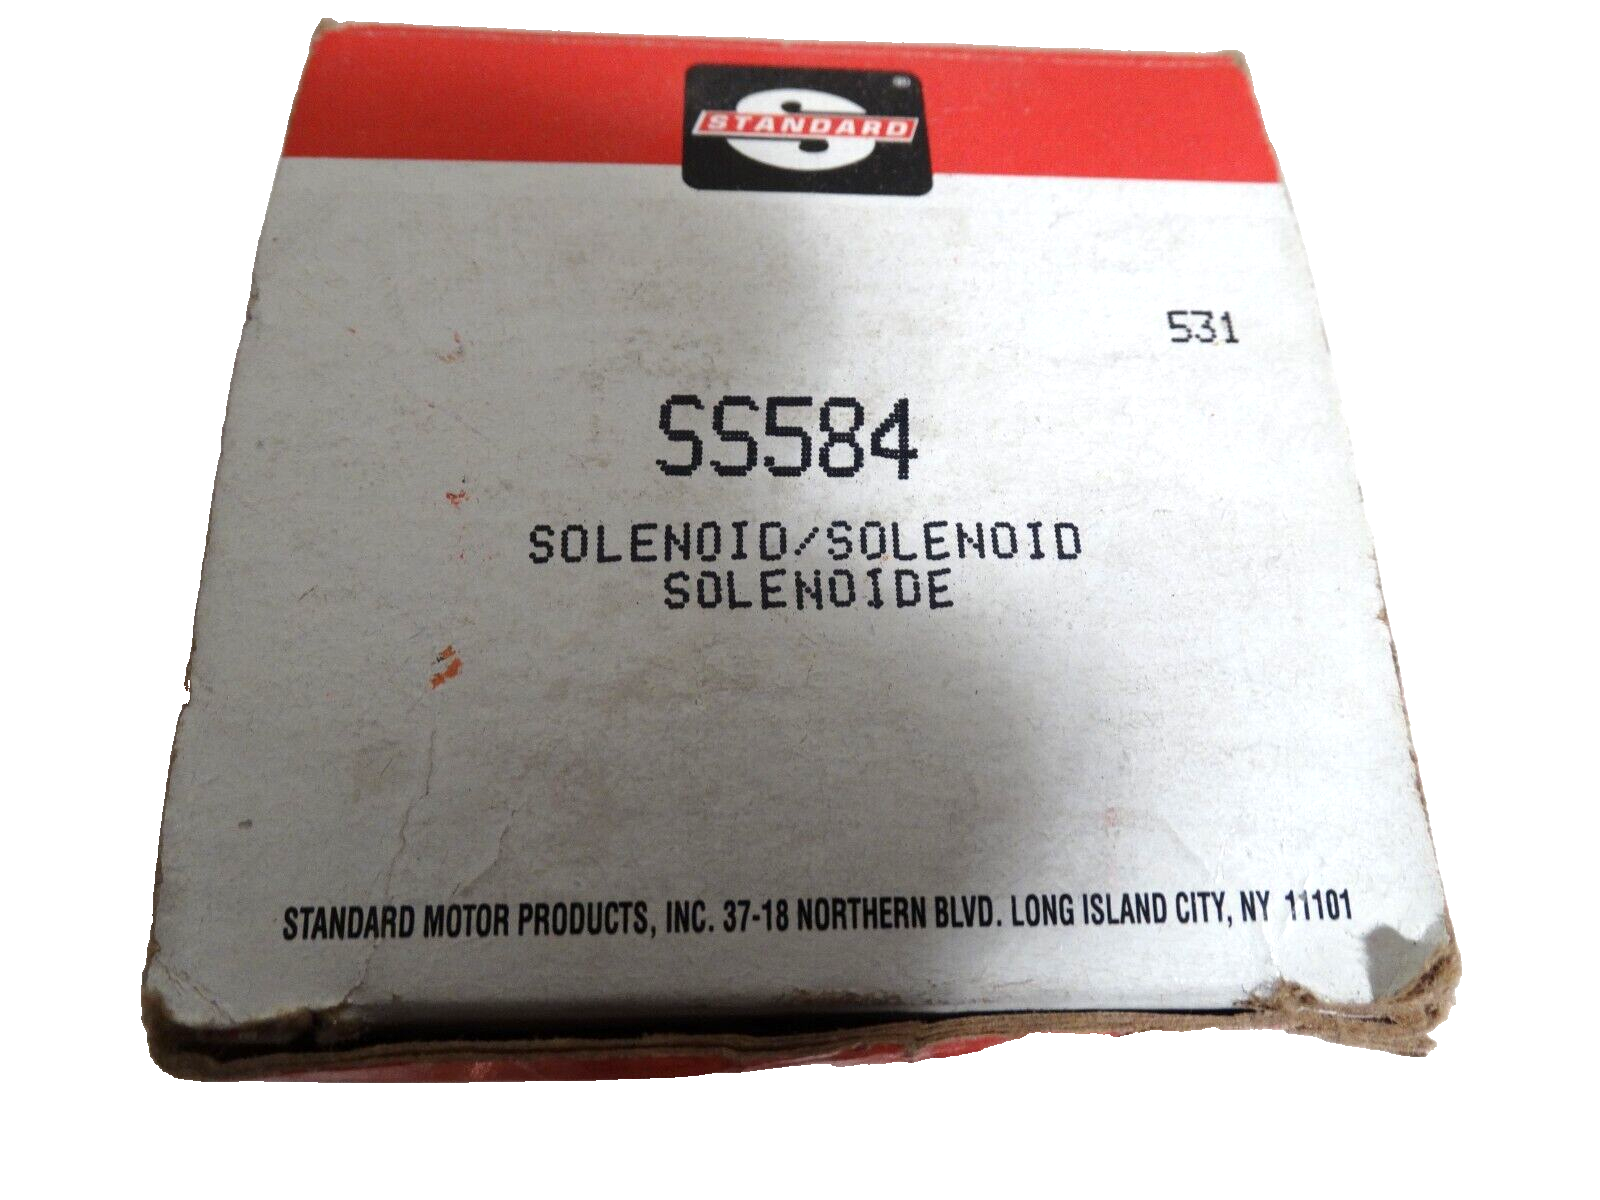 STANDARD
®
531
SS584
SOLENOID/SOLENOID
SOLENOIDE
STANDARD MOTOR PRODUCTS, INC. 37-18 NORTHERN BLVD. LONG ISLAND CITY, NY 11101